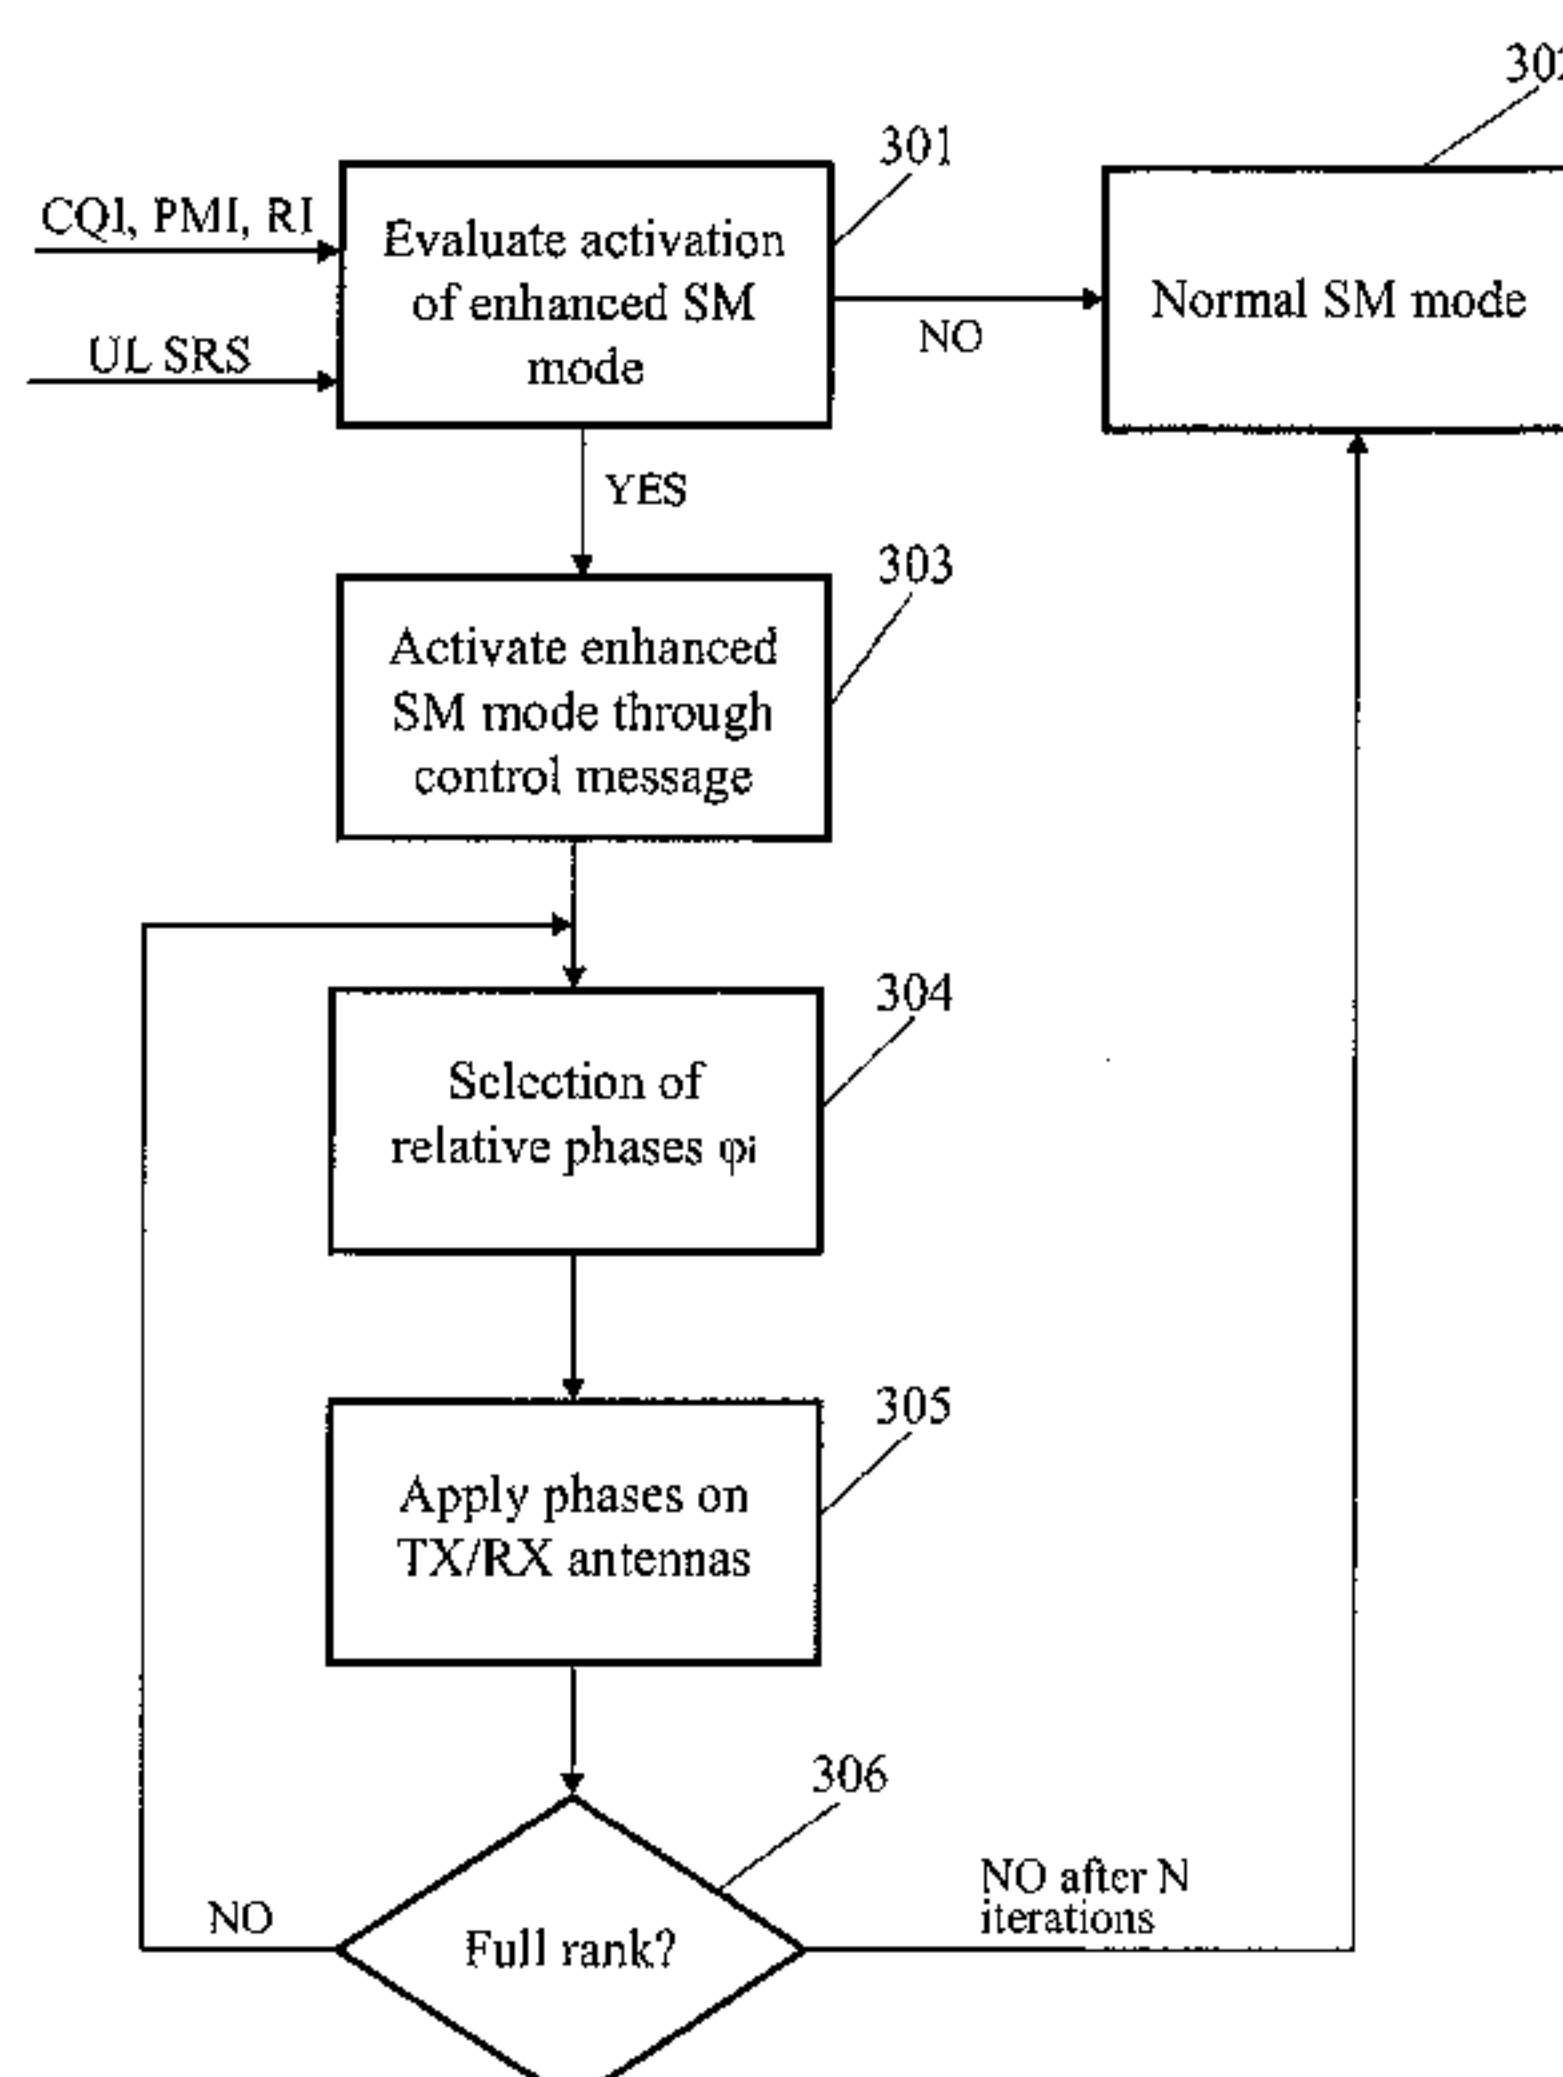 302
301
CQI, PMI, RI
Evaluate activation
of enhanced SM
mode
UL SRS
Normal SM mode
NO
YES
303
Activate enhanced
SM mode through
control message
304
Selection of
relative phases φi
305
Apply phases on
TX/RX antennas
306
NO after N
iterations
NO
Full rank?